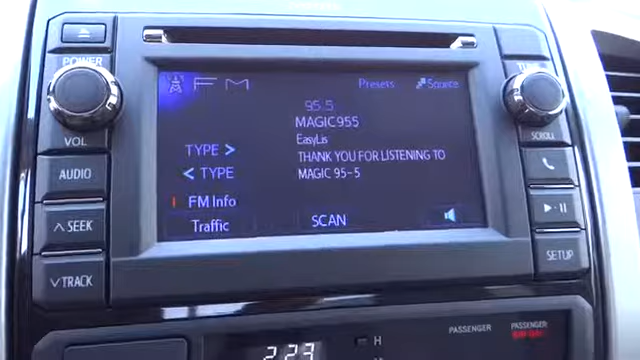 POWER
VOL
AUDIO
SEEK
TRACK
FM
Presets
Source
95.5
MAGIC955
EasyLis
THANK YOU FOR LISTENING TO
MAGIC 95-5
TYPE >
< TYPE
FM Info
Traffic
SCAN
TUNE
SCROLL
SETUP
2:23
H
PASSENGER
PASSENGER